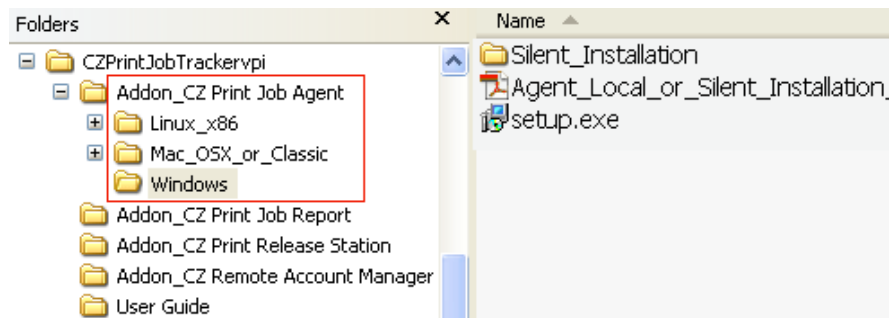 Folders
CZPrintJobTrackervpi
Addon_CZ Print Job Agent
Linux_x86
Mac_OSX_or_Classic
Windows
Addon_CZ Print Job Report
Addon_CZ Print Release Station
Addon_CZ Remote Account Manager
User Guide
Name
Silent_Installation
Agent_Local_or_Silent_Installation_
setup.exe